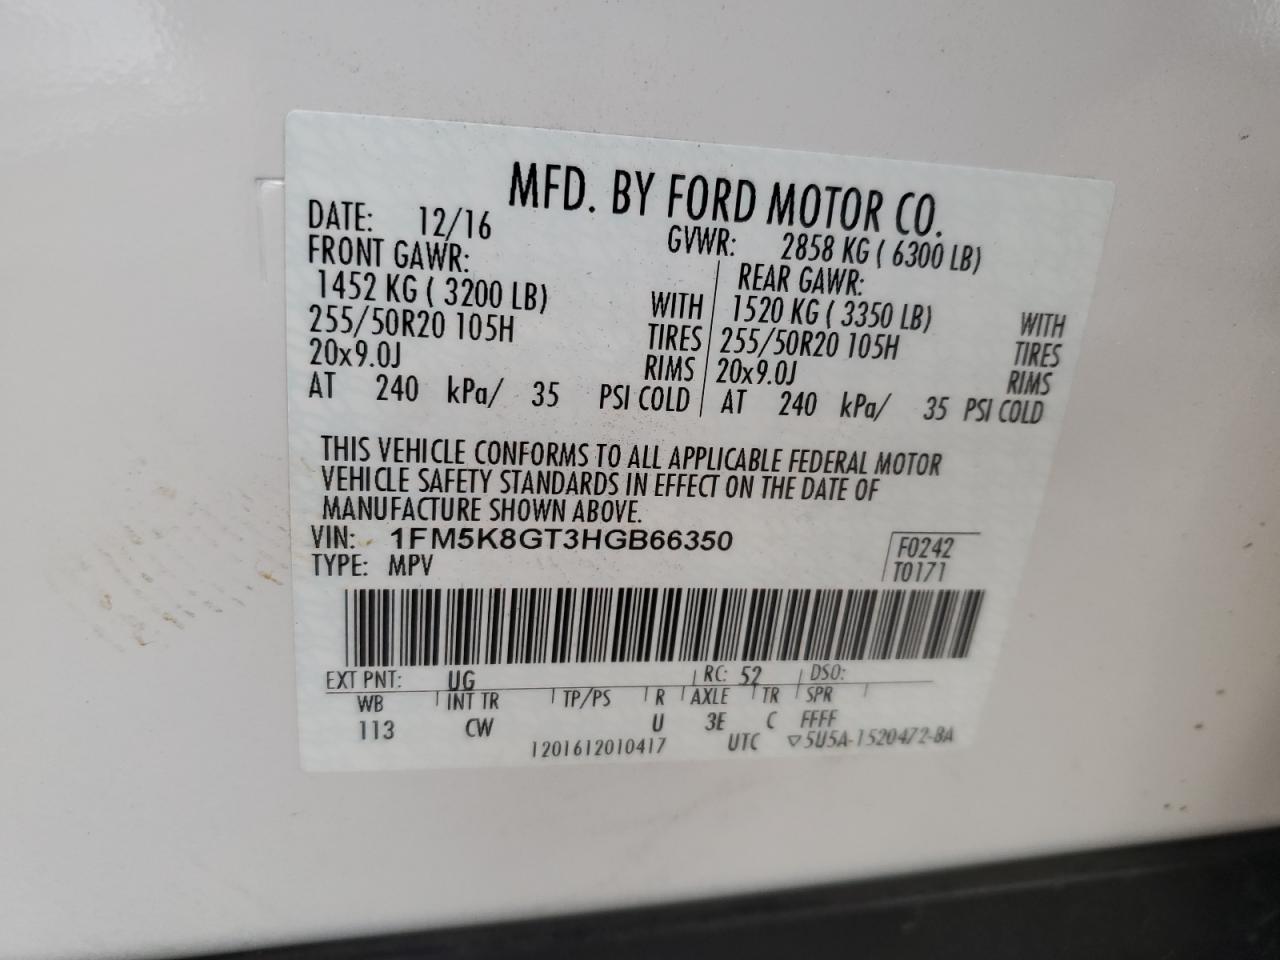 MFD. BY FORD MOTOR CO.
DATE: 12/16 GVWR: 2858 KG ( 6300 LB)
FRONT GAWR: REAR GAWR:
1452 KG ( 3200 LB) WITH 1520 KG ( 3350 LB) WITH
255/50R20 105H TIRES 255/50R20 105H TIRES
20x9.0J RIMS 20x9.0J RIMS
AT 240 kPa/ 35 PSI COLD AT 240 kPa/ 35 PSI COLD
THIS VEHICLE CONFORMS TO ALL APPLICABLE FEDERAL MOTOR
VEHICLE SAFETY STANDARDS IN EFFECT ON THE DATE OF
MANUFACTURE SHOWN ABOVE.
VIN: 1FM5K8GT3HGB66350 F0242
TYPE: MPV T0171
EXT PNT: UG RC: 52 DSO:
WB INT TR TP/PS R AXLE TR SPR
113 CW U 3E C FFFF
1201612010417 UTC ▽5U5A-1520472-BA